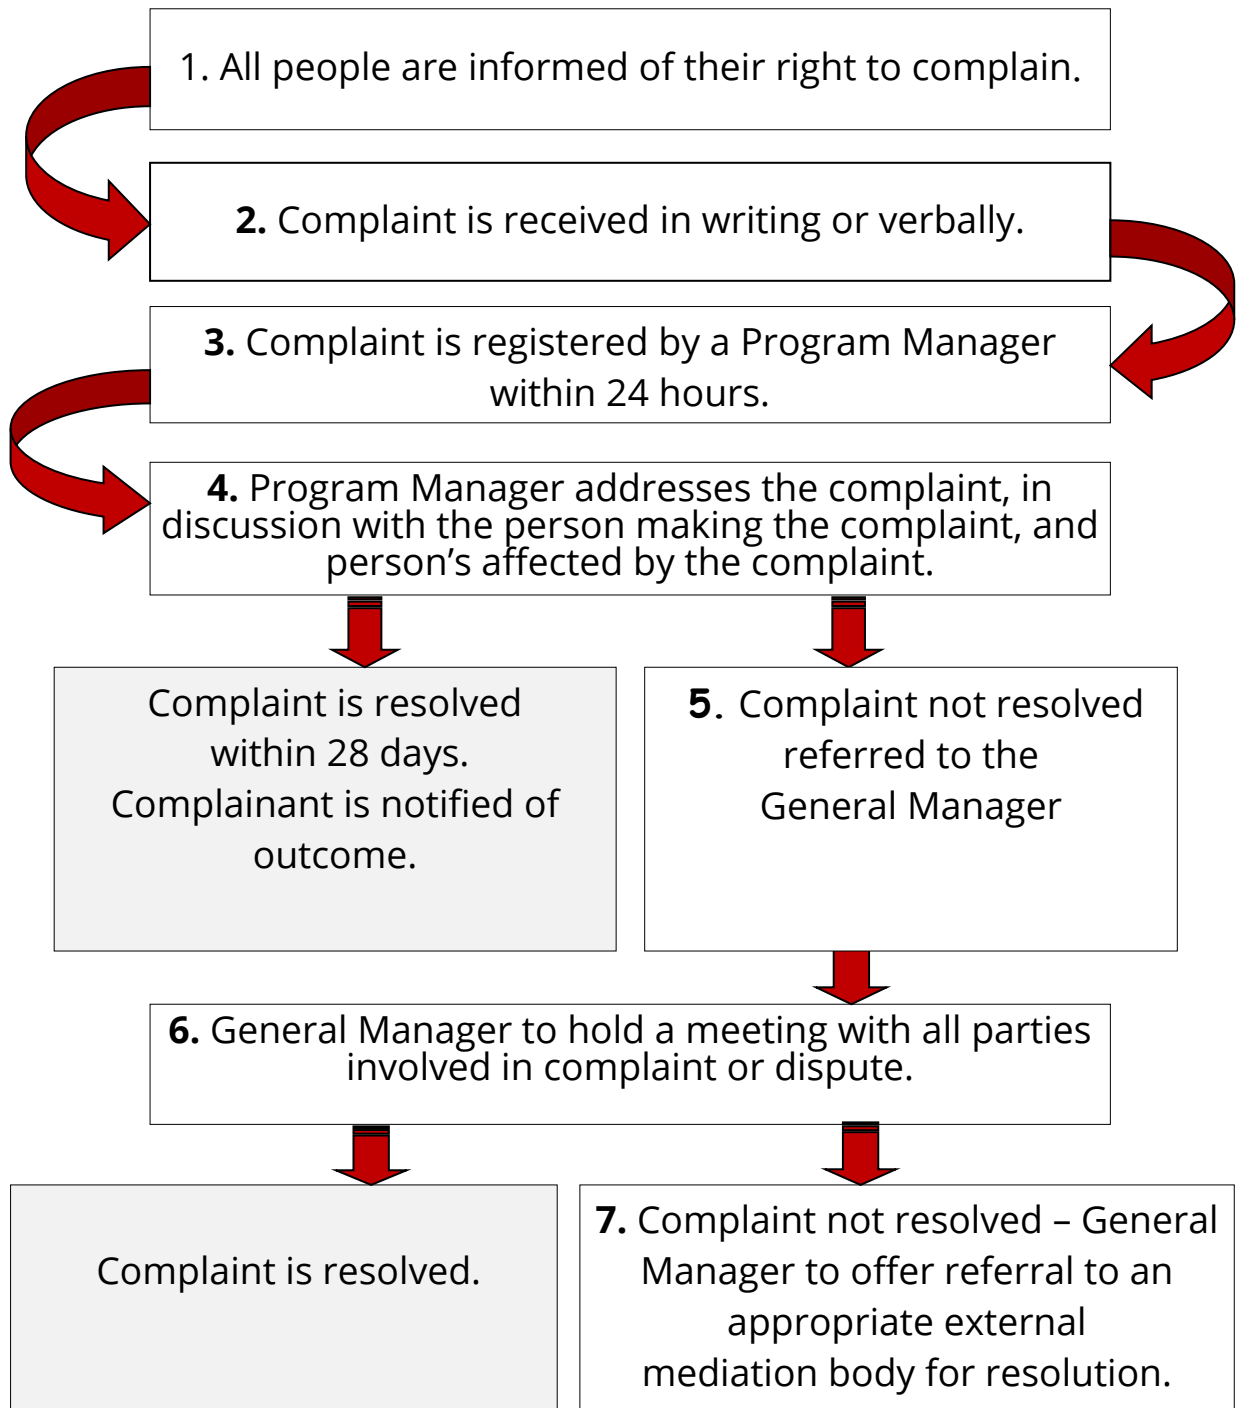 1. All people are informed of their right to complain.
2. Complaint is received in writing or verbally.
3. Complaint is registered by a Program Manager
within 24 hours.
4. Program Manager addresses the complaint, in
discussion with the person making the complaint, and
person’s affected by the complaint.
Complaint is resolved
within 28 days.
Complainant is notified of
outcome.
5. Complaint not resolved
referred to the
General Manager
6. General Manager to hold a meeting with all parties
involved in complaint or dispute.
Complaint is resolved.
7. Complaint not resolved – General
Manager to offer referral to an
appropriate external
mediation body for resolution.